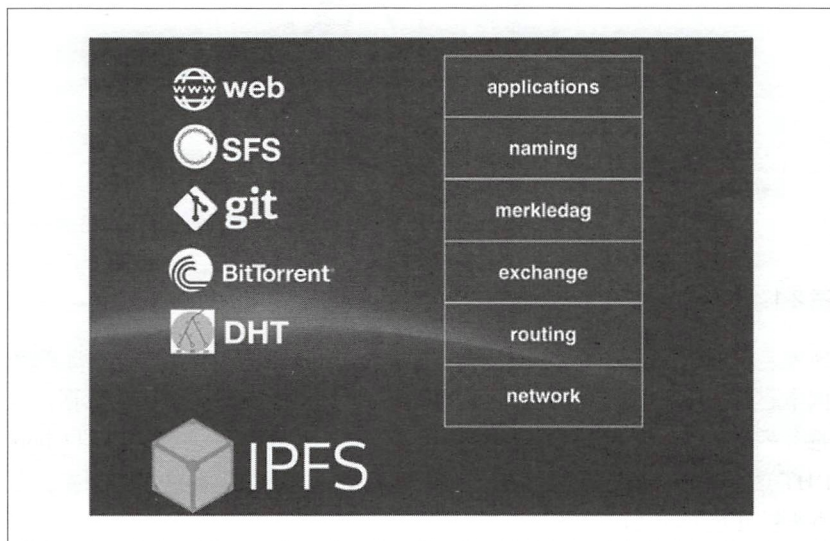 web
SFS
git
BitTorrent
DHT
IPFS
applications
naming
merkledag
exchange
routing
network